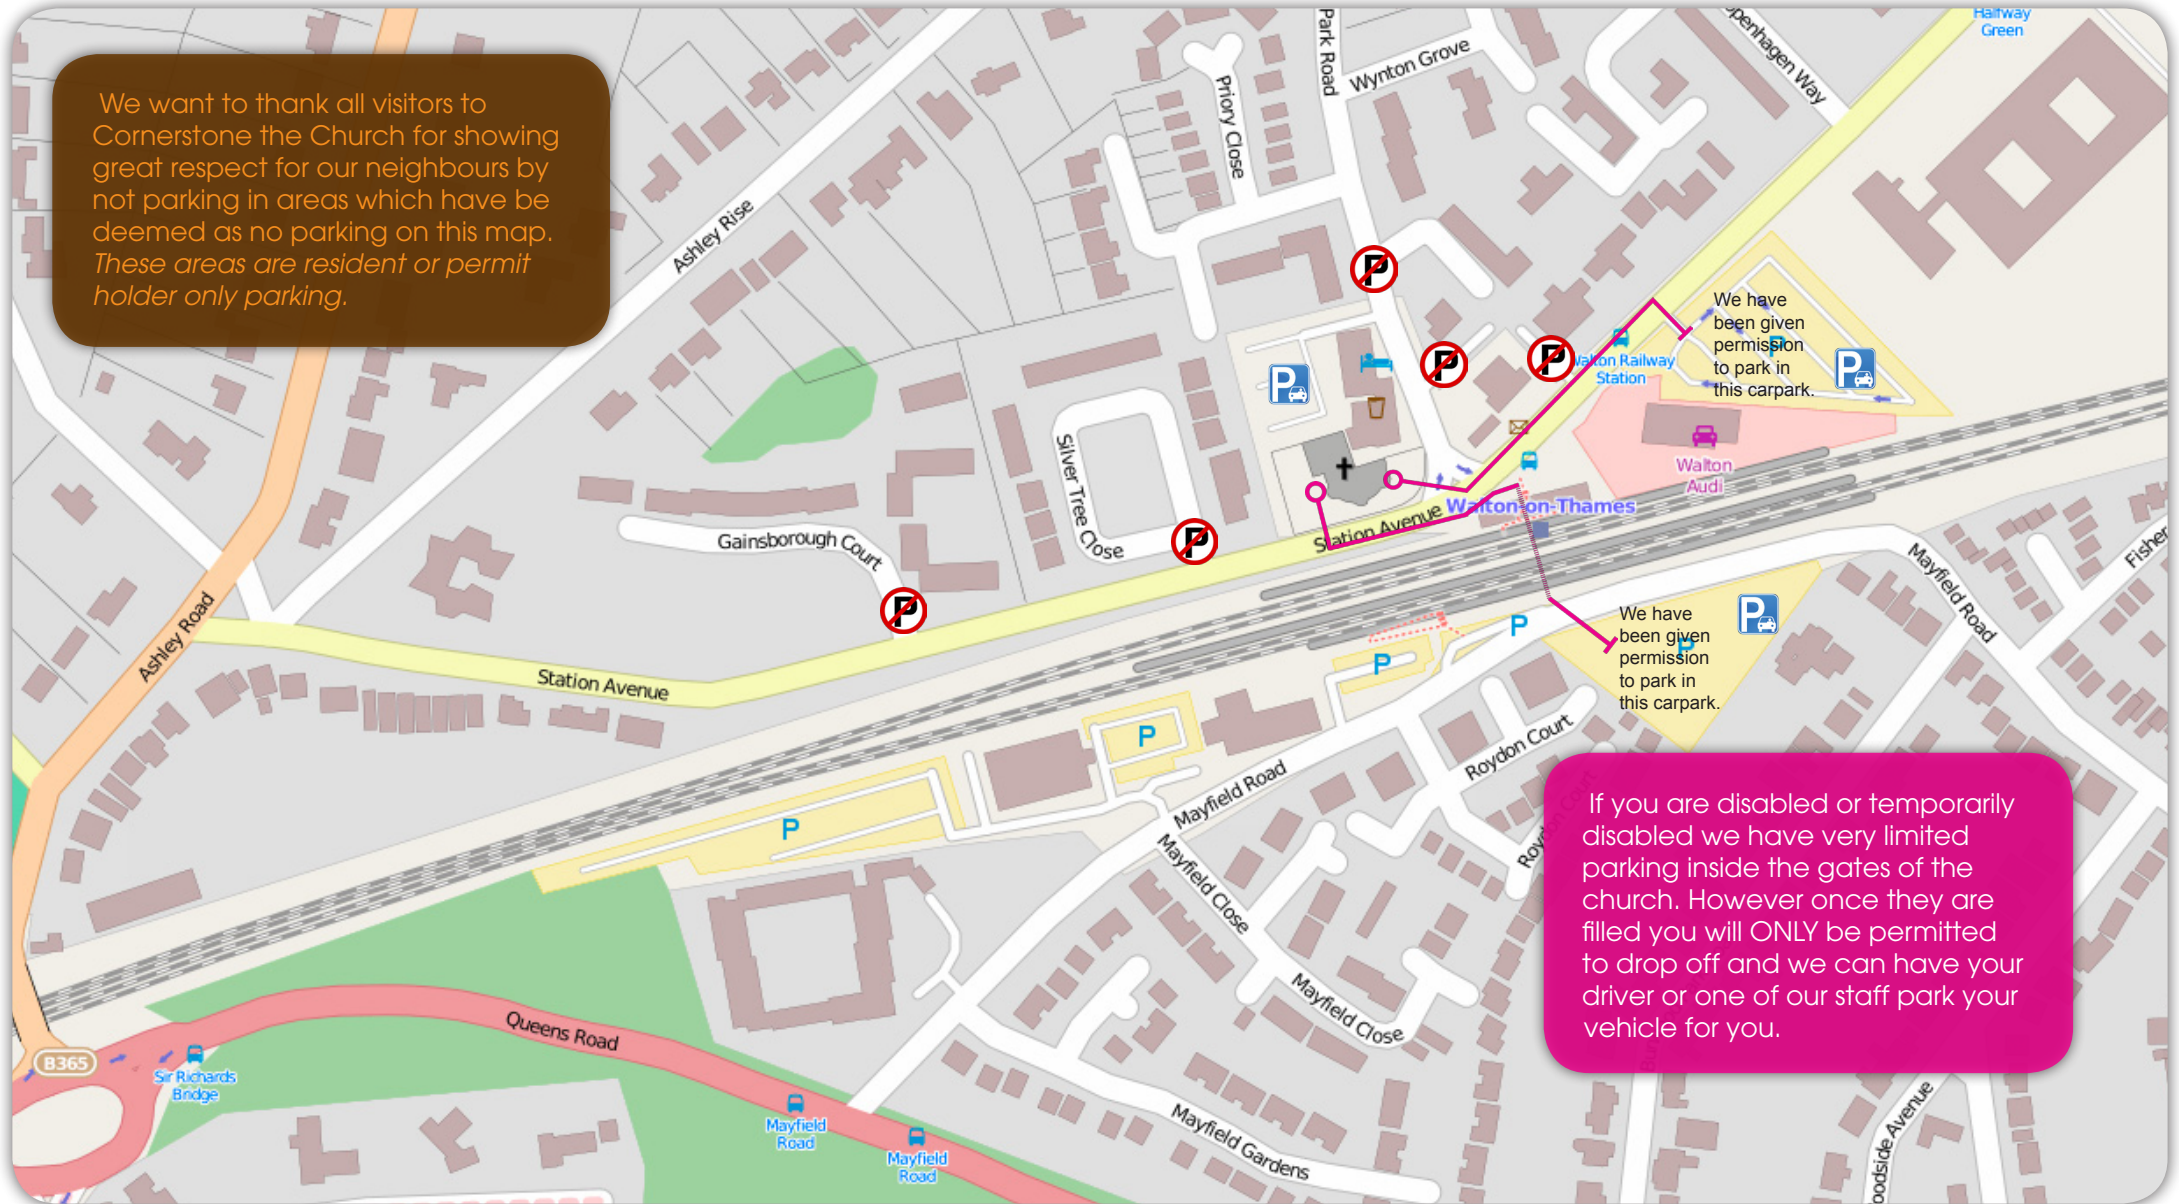 We want to thank all visitors to
Cornerstone the Church for showing
great respect for our neighbours by
not parking in areas which have be
deemed as no parking on this map.
These areas are resident or permit
holder only parking.
Halfway
Green
Park Road
Wynton Grove
Priory Close
Ashley Rise
P
P
P
P
P
P
We have
been given
permission
to park in
this carpark.
P
P
Walton Railway
Station
Walton
Audi
Walton-on-Thames
Silver Tree Close
Station Avenue
Gainsborough Court
Mayfield Road
Fisher
Ashley Road
Station Avenue
We have
been given
permission
to park in
this carpark.
P
P
P
P
P
P
Roydon Court
Mayfield Road
Roydon Court
Mayfield Close
Mayfield Close
If you are disabled or temporarily
disabled we have very limited
parking inside the gates of the
church. However once they are
filled you will ONLY be permitted
to drop off and we can have your
driver or one of our staff park your
vehicle for you.
Queens Road
B365
Sir Richards
Bridge
Mayfield
Road
Mayfield
Road
Mayfield Gardens
oodside Avenue